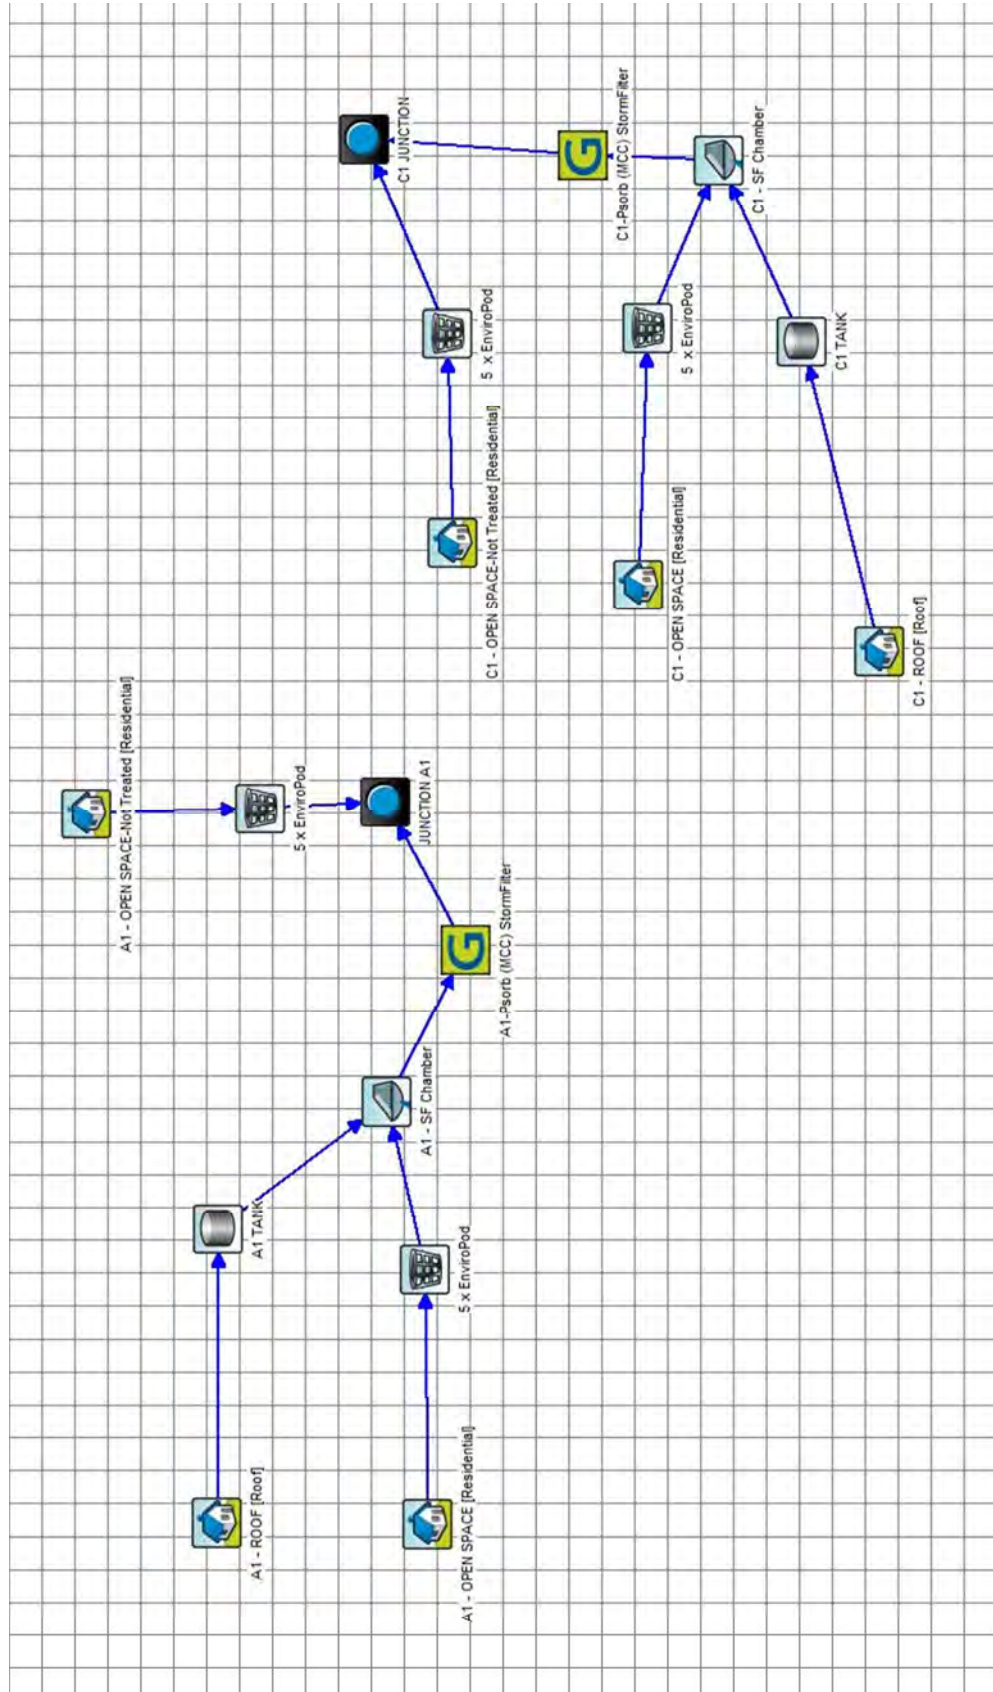 C1 JUNCTION
C1-Psorb (MCC) StormFilter
C1 - SF Chamber
5 x EnviroPod
5 x EnviroPod
C1 TANK
C1 - OPEN SPACE-Not Treated [Residential]
C1 - OPEN SPACE [Residential]
C1 - ROOF [Roof]
A1 - OPEN SPACE-Not Treated [Residential]
5 x EnviroPod
JUNCTION A1
A1-Psorb (MCC) StormFilter
A1 - SF Chamber
A1 TANK
5 x EnviroPod
A1 - ROOF [Roof]
A1 - OPEN SPACE [Residential]
G
G